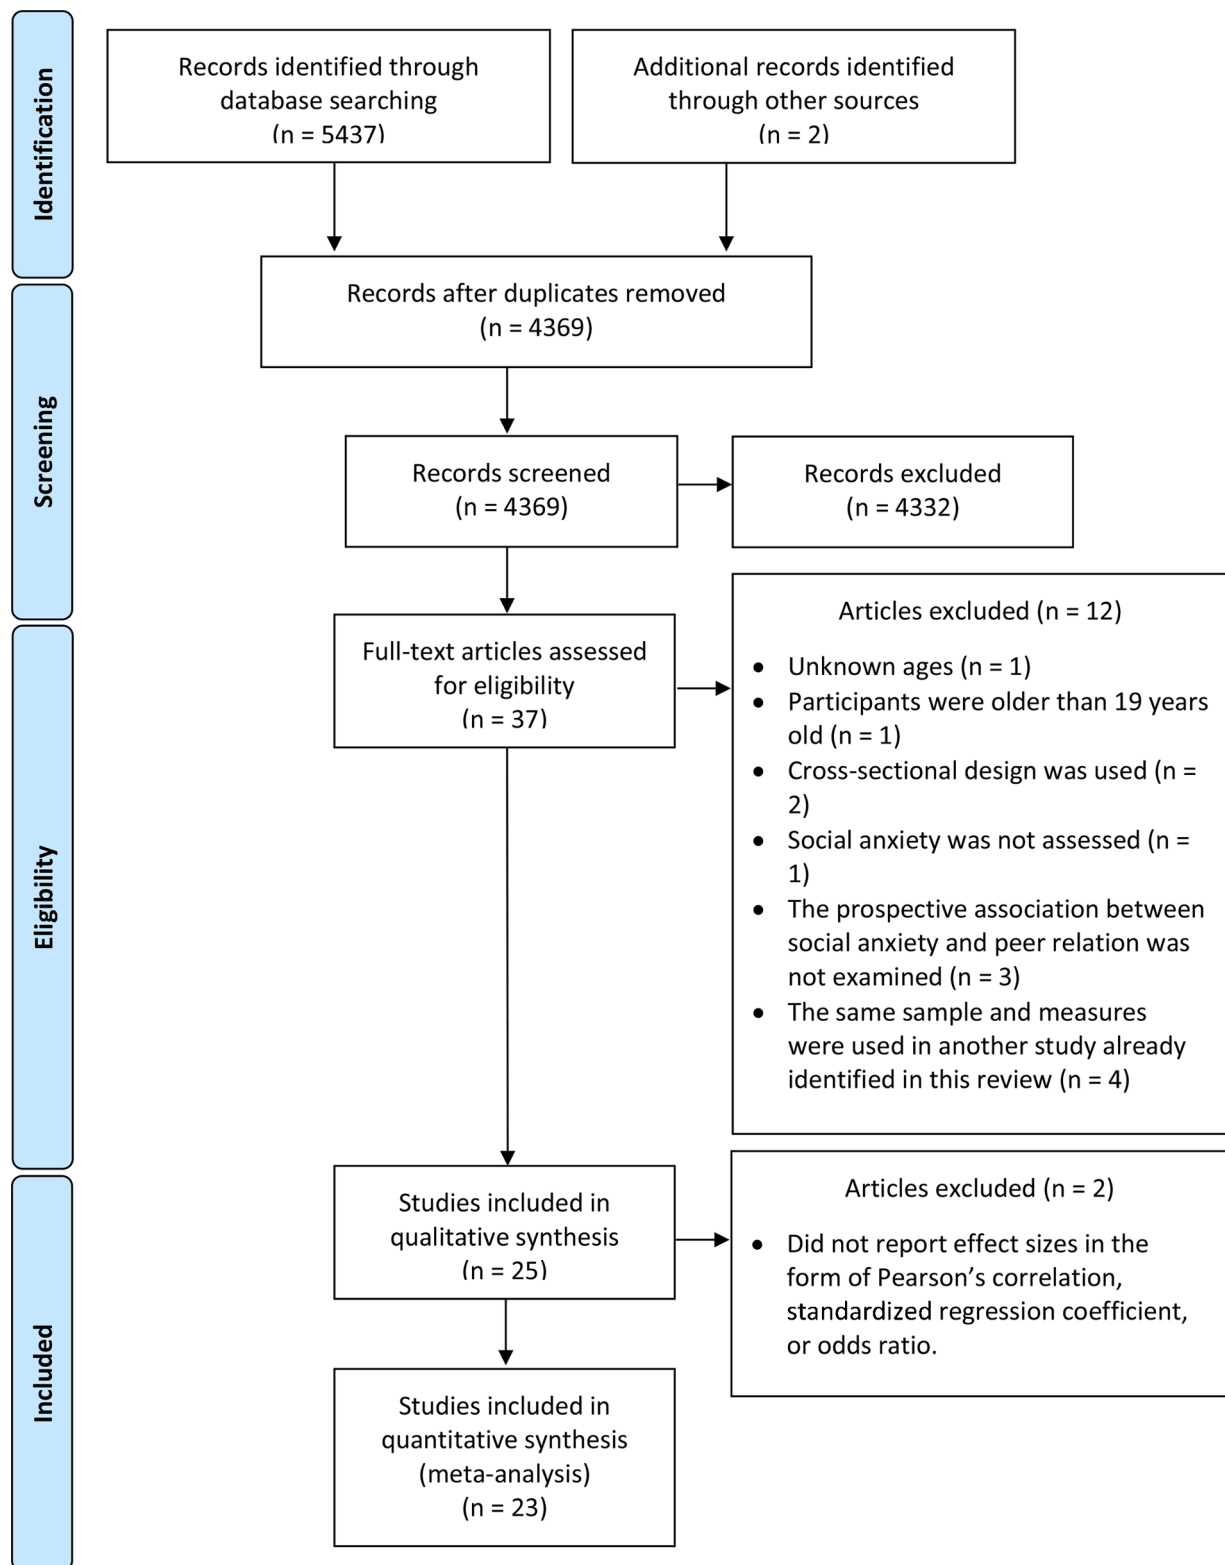 Identification
Records identified through
database searching
(n = 5437)
Additional records identified
through other sources
(n = 2)
Records after duplicates removed
(n = 4369)
Screening
Records screened
(n = 4369)
Records excluded
(n = 4332)
Eligibility
Full-text articles assessed
for eligibility
(n = 37)
Articles excluded (n = 12)
• Unknown ages (n = 1)
• Participants were older than 19 years
old (n = 1)
• Cross-sectional design was used (n =
2)
• Social anxiety was not assessed (n =
1)
• The prospective association between
social anxiety and peer relation was
not examined (n = 3)
• The same sample and measures
were used in another study already
identified in this review (n = 4)
Included
Studies included in
qualitative synthesis
(n = 25)
Articles excluded (n = 2)
• Did not report effect sizes in the
form of Pearson’s correlation,
standardized regression coefficient,
or odds ratio.
Studies included in
quantitative synthesis
(meta-analysis)
(n = 23)